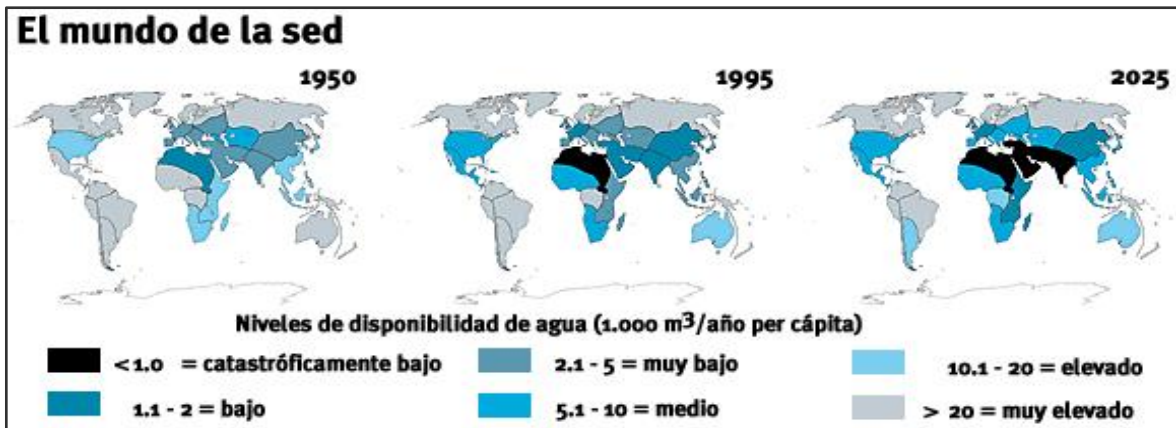 El mundo de la sed
1950
1995
2025
Niveles de disponibilidad de agua (1.000 m3/año per cápita)
< 1.0 = catastróficamente bajo
2.1 - 5 = muy bajo
10.1 - 20 = elevado
1.1 - 2 = bajo
5.1 - 10 = medio
> 20 = muy elevado